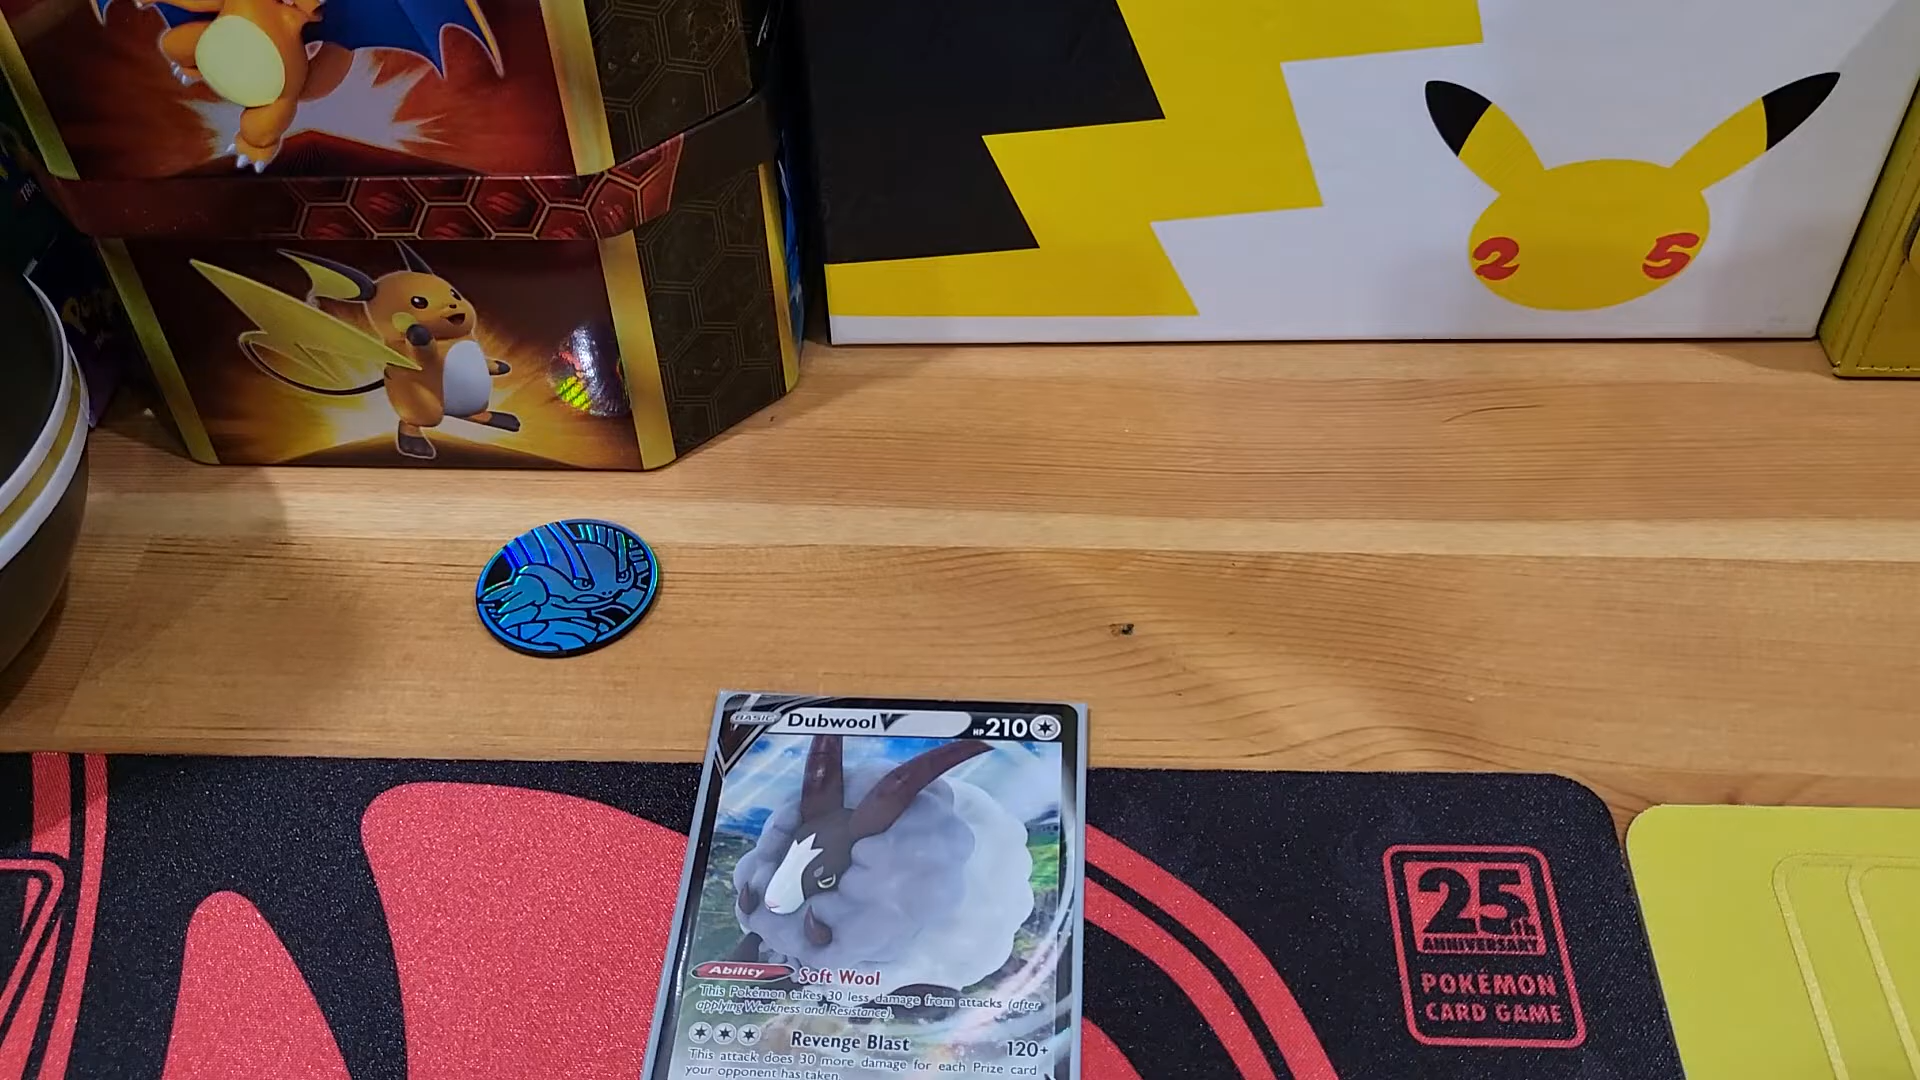 2 5
BASIC Dubwool V HP 210
Ability Soft Wool
This Pokémon takes 30 less damage from attacks (after
applying Weakness and Resistance).
Revenge Blast 120+
This attack does 30 more damage for each Prize card
your opponent has taken.
25th
ANNIVERSARY
POKÉMON
CARD GAME